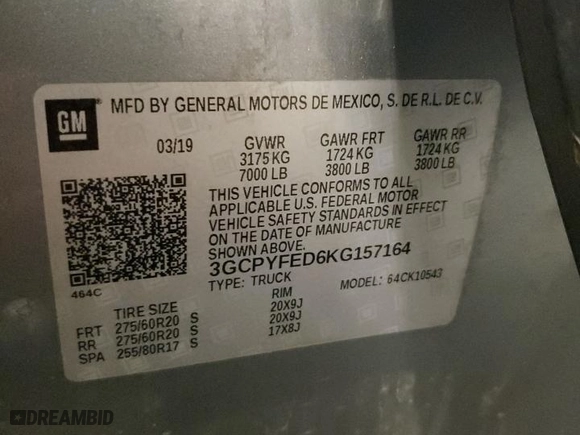 GM
MFD BY GENERAL MOTORS DE MEXICO, S. DE R.L. DE C.V.
03/19 GVWR GAWR FRT GAWR RR
3175 KG 1724 KG 1724 KG
7000 LB 3800 LB 3800 LB
THIS VEHICLE CONFORMS TO ALL
APPLICABLE U.S. FEDERAL MOTOR
VEHICLE SAFETY STANDARDS IN EFFECT
ON THE DATE OF MANUFACTURE
SHOWN ABOVE.
3GCPYFED6KG157164
464C
TYPE: TRUCK MODEL: 64CK10543
TIRE SIZE RIM
FRT 275/60R20 S 20X9J
RR 275/60R20 S 20X9J
SPA 255/80R17 S 17X8J
DREAMBID